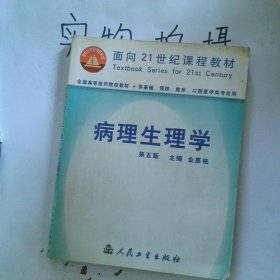 实物拍摄
面向21世纪课程教材
Textbook Series for 21st Century
全国高等医药院校教材·供基础、预防、临床、口腔医学类专业用
病理生理学
第五版 主编 金惠铭
人民卫生出版社